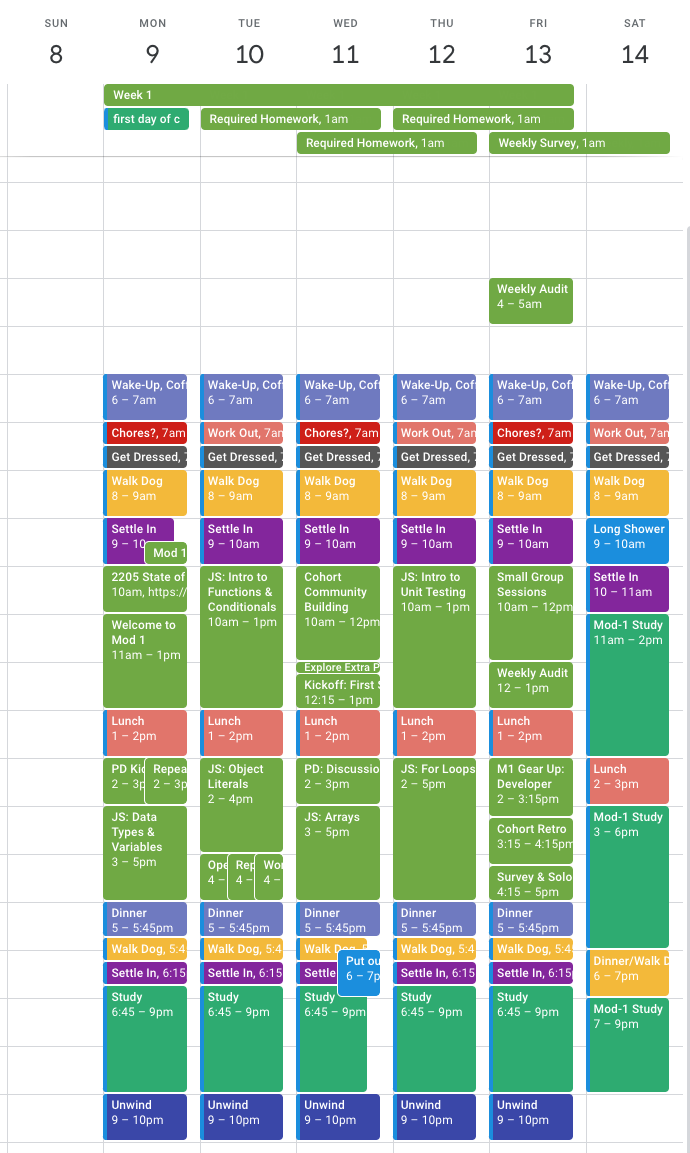 SUN
8
MON
9
TUE
10
WED
11
THU
12
FRI
13
SAT
14
Week 1
first day of c
Required Homework, 1am
Required Homework, 1am
Required Homework, 1am
Weekly Survey, 1am
Wake-Up, Cof
6 – 7am
Chores?, 7am
Get Dressed, 7
Walk Dog
8 – 9am
Settle In
9 – 10
Mod 1
2205 State of
10am, https://
Welcome to
Mod 1
11am – 1pm
Lunch
1 – 2pm
PD Kic
2 – 3p
Repea
2 – 3p
JS: Data
Types &
Variables
3 – 5pm
Dinner
5 – 5:45pm
Walk Dog, 5:4
Settle In, 6:15
Study
6:45 – 9pm
Unwind
9 – 10pm
Wake-Up, Cof
6 – 7am
Work Out, 7am
Get Dressed, 7
Walk Dog
8 – 9am
Settle In
9 – 10am
JS: Intro to
Functions &
Conditionals
10am – 1pm
Lunch
1 – 2pm
JS: Object
Literals
2 – 4pm
Ope
4 –
Rep
4 –
Wor
4 –
Dinner
5 – 5:45pm
Walk Dog, 5:4
Settle In, 6:15
Study
6:45 – 9pm
Unwind
9 – 10pm
Wake-Up, Cof
6 – 7am
Chores?, 7am
Get Dressed, 7
Walk Dog
8 – 9am
Settle In
9 – 10am
Cohort
Community
Building
10am – 12pm
Explore Extra P
Kickoff: First S
12:15 – 1pm
Lunch
1 – 2pm
PD: Discussio
2 – 3pm
JS: Arrays
3 – 5pm
Dinner
5 – 5:45pm
Walk Dog, 5
Settle
Put ou
6 – 7p
Study
6:45 – 9pm
Unwind
9 – 10pm
Wake-Up, Cof
6 – 7am
Work Out, 7am
Get Dressed, 7
Walk Dog
8 – 9am
Settle In
9 – 10am
JS: Intro to
Unit Testing
10am – 1pm
Lunch
1 – 2pm
JS: For Loops
2 – 5pm
Dinner
5 – 5:45pm
Walk Dog, 5:4
Settle In, 6:15
Study
6:45 – 9pm
Unwind
9 – 10pm
Weekly Audit
4 – 5am
Wake-Up, Cof
6 – 7am
Chores?, 7am
Get Dressed, 7
Walk Dog
8 – 9am
Settle In
9 – 10am
Small Group
Sessions
10am – 12pm
Weekly Audit
12 – 1pm
Lunch
1 – 2pm
M1 Gear Up:
Developer
2 – 3:15pm
Cohort Retro
3:15 – 4:15pm
Survey & Solo
4:15 – 5pm
Dinner
5 – 5:45pm
Walk Dog, 5:45
Settle In, 6:15
Study
6:45 – 9pm
Unwind
9 – 10pm
Wake-Up, Cof
6 – 7am
Work Out, 7am
Get Dressed, 7
Walk Dog
8 – 9am
Long Shower
9 – 10am
Settle In
10 – 11am
Mod-1 Study
11am – 2pm
Lunch
2 – 3pm
Mod-1 Study
3 – 6pm
Dinner/Walk D
6 – 7pm
Mod-1 Study
7 – 9pm